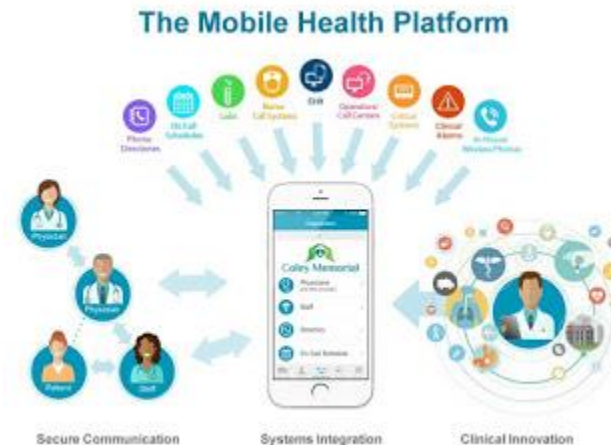 The Mobile Health Platform
Phone
Directories
On Call
Schedules
Labs
Nurse
Call Systems
EHR
Operators/
Call Centers
Critical
Systems
Clinical
Alarms
In-House
Wireless Phones
Physician
Physician
Patient
Staff
Coley Memorial
Physicians
Staff
Directory
On Call Schedule
Secure Communication
Systems Integration
Clinical Innovation